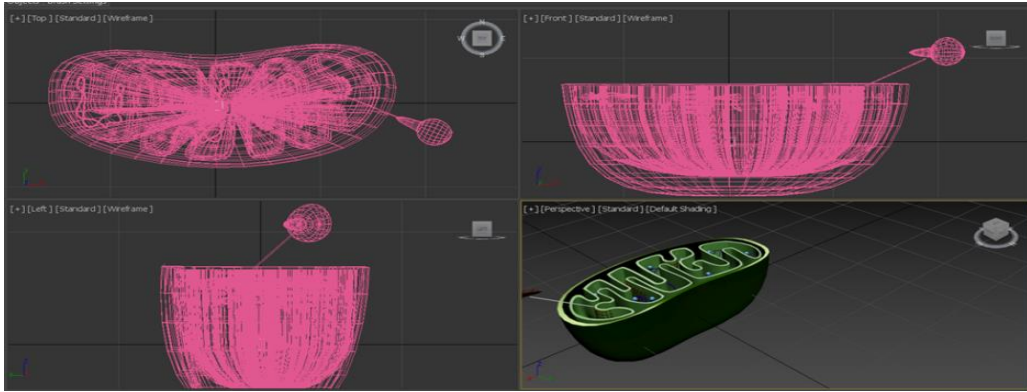 [+] [Top] [Standard] [Wireframe]
[+] [Front] [Standard] [Wireframe]
[+] [Left] [Standard] [Wireframe]
[+] [Perspective] [Standard] [Default Shading]